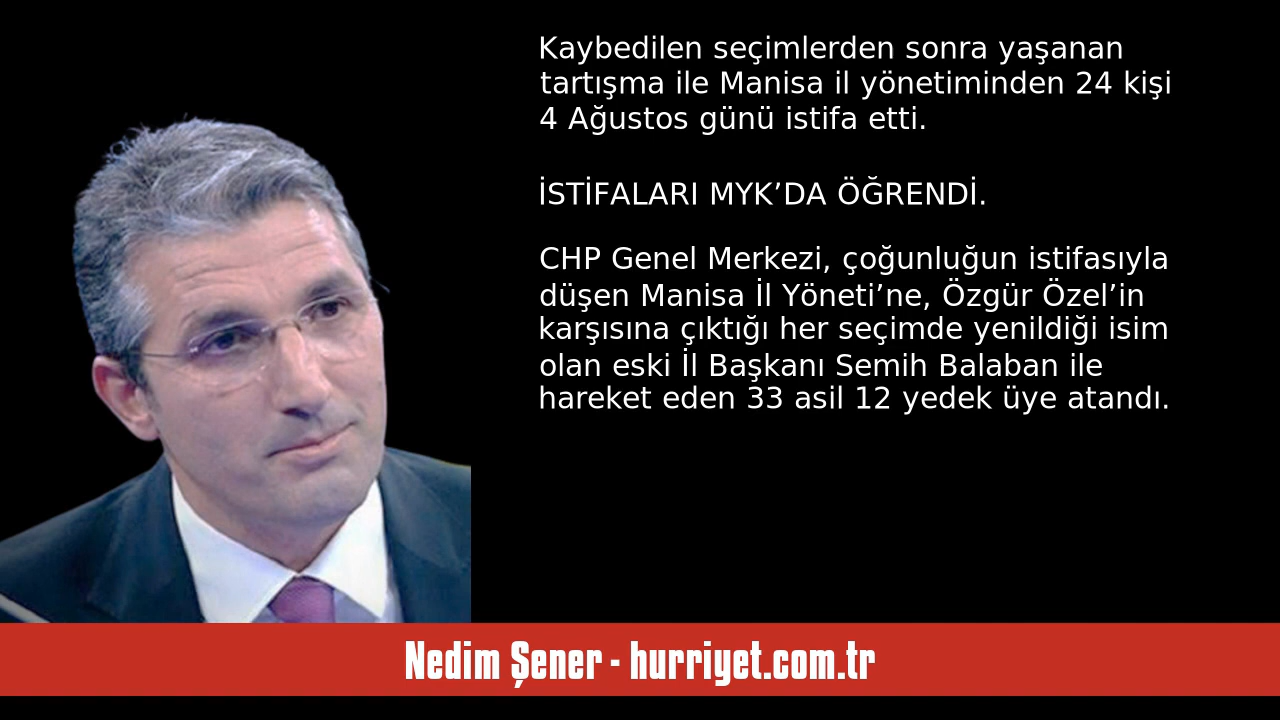 Kaybedilen seçimlerden sonra yaşanan
tartışma ile Manisa il yönetiminden 24 kişi
4 Ağustos günü istifa etti.
İSTİFALARI MYK’DA ÖĞRENDİ.
CHP Genel Merkezi, çoğunluğun istifasıyla
düşen Manisa İl Yöneti’ne, Özgür Özel’in
karşısına çıktığı her seçimde yenildiği isim
olan eski İl Başkanı Semih Balaban ile
hareket eden 33 asil 12 yedek üye atandı.
Nedim Şener - hurriyet.com.tr